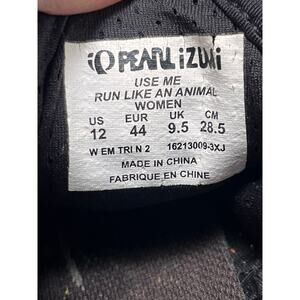 PEARL iZUMi
USE ME
RUN LIKE AN ANIMAL
WOMEN
US EUR UK CM
12 44 9.5 28.5
W EM TRI N 2 16213009-3XJ
MADE IN CHINA
FABRIQUE EN CHINE